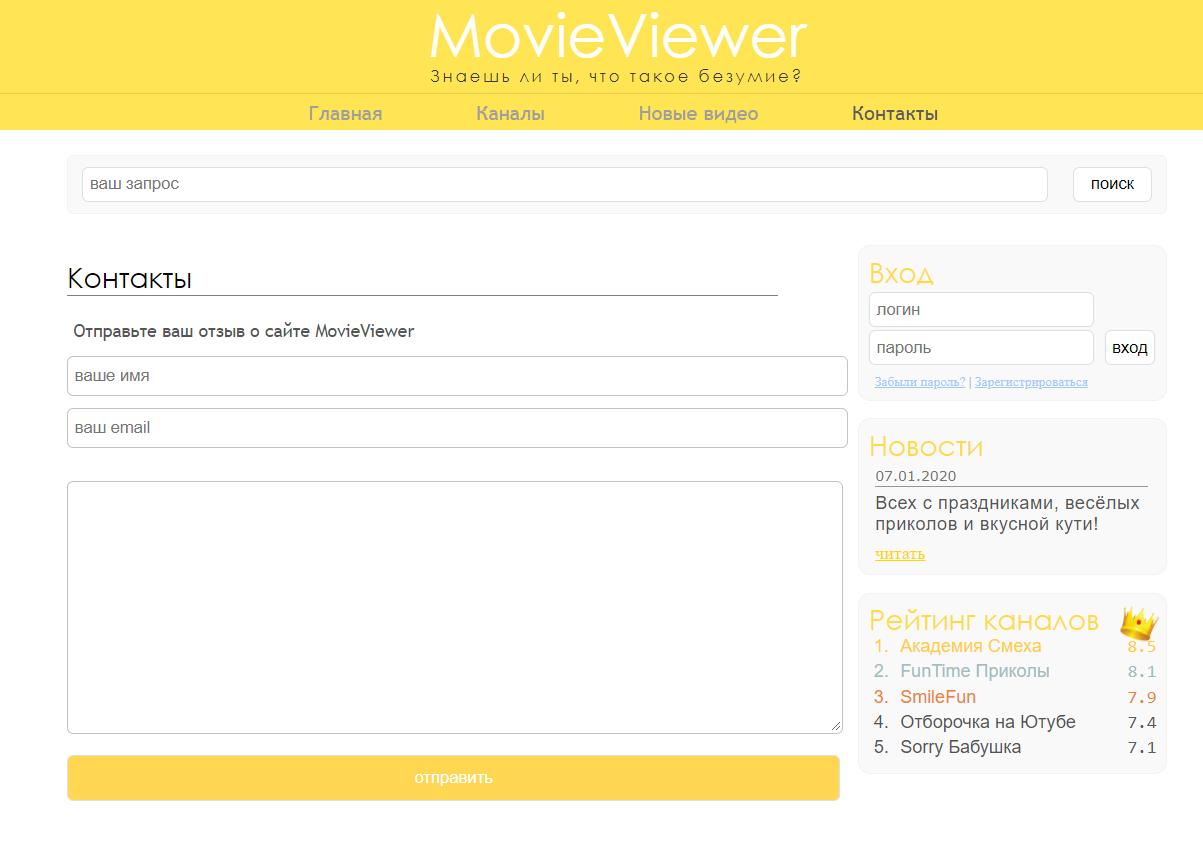 MovieViewer
Знаешь ли ты, что такое безумие?
Главная Каналы Новые видео Контакты
ваш запрос поиск
Контакты
Отправьте ваш отзыв о сайте MovieViewer
ваше имя
ваш email
отправить
Вход
логин
пароль вход
Забыли пароль? | Зарегистрироваться
Новости
07.01.2020
Всех с праздниками, весёлых
приколов и вкусной кути!
читать
Рейтинг каналов
1. Академия Смеха 8.5
2. FunTime Приколы 8.1
3. SmileFun 7.9
4. Отборочка на Ютубе 7.4
5. Sorry Бабушка 7.1